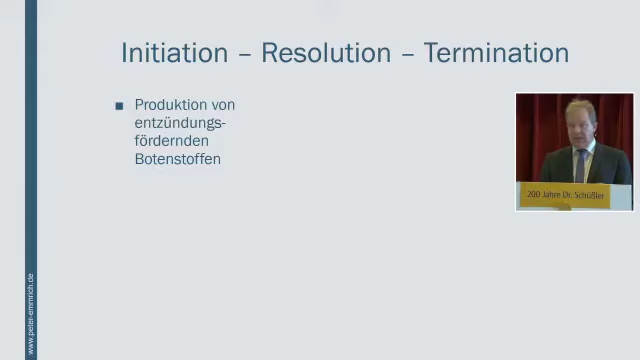 Initiation – Resolution – Termination
■ Produktion von
entzündungs-
fördernden
Botenstoffen
200 Jahre Dr. Schüßler
www.peter-emmrich.de